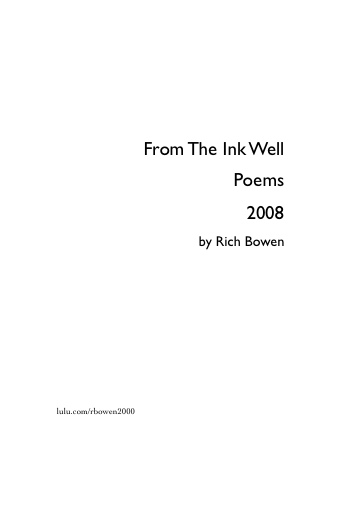 From The Ink Well
Poems
2008
by Rich Bowen
lulu.com/rbowen2000